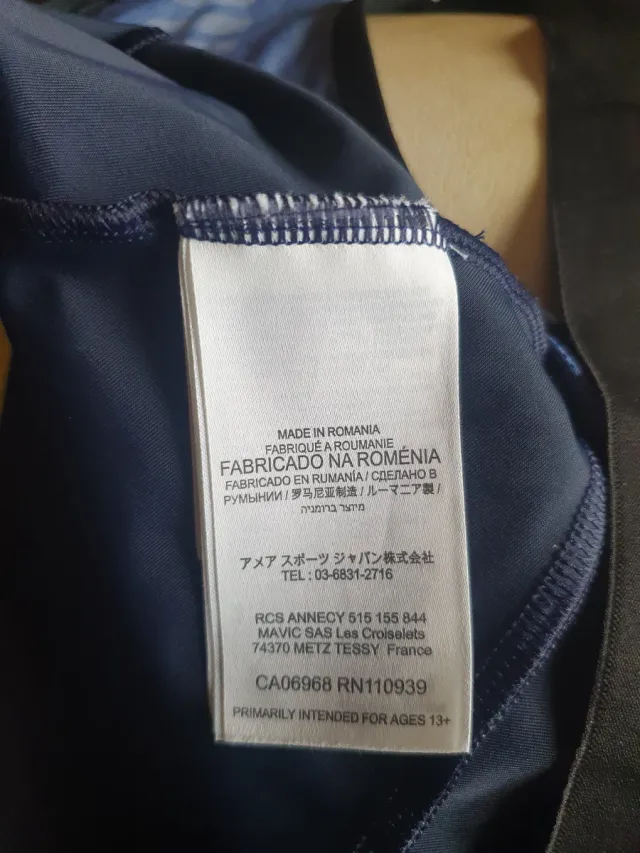 MADE IN ROMANIA
FABRIQUÉ A ROUMANIE
FABRICADO NA ROMÉNIA
FABRICADO EN RUMANÍA / СДЕЛАНО В
РУМЫНИИ / 罗马尼亚制造 / ルーマニア製 /
מיוצר ברומניה
アメア スポーツ ジャパン株式会社
TEL : 03-6831-2716
RCS ANNECY 515 155 844
MAVIC SAS Les Croiselets
74370 METZ TESSY France
CA06968 RN110939
PRIMARILY INTENDED FOR AGES 13+